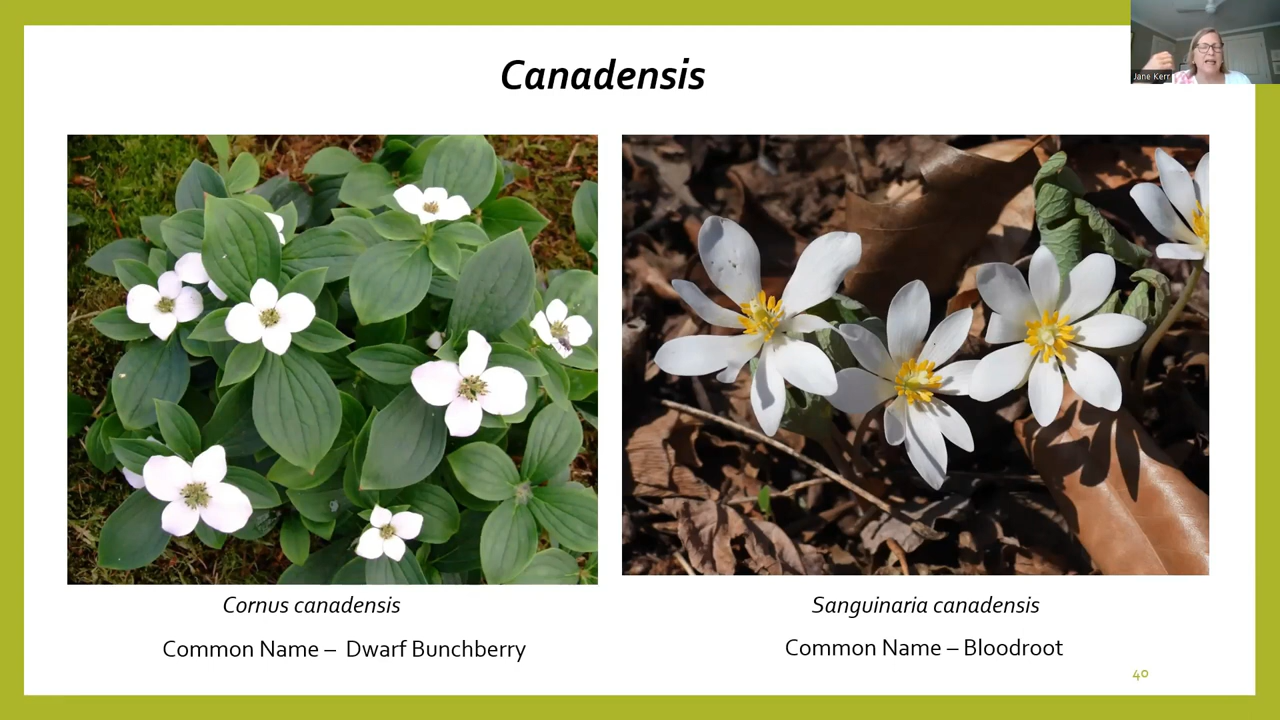 Canadensis
Jane Kerr
Cornus canadensis
Common Name – Dwarf Bunchberry
Sanguinaria canadensis
Common Name – Bloodroot
40